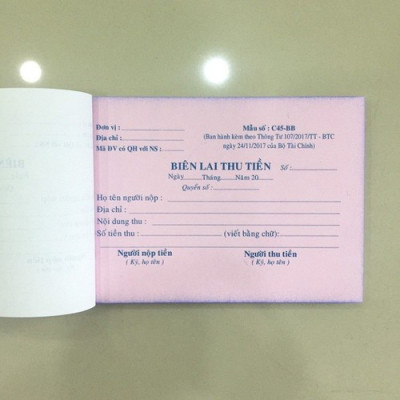 Đơn vị :
Địa chỉ :
Mã ĐV có QH với NS :
Mẫu số : C45-BB
(Ban hành kèm theo Thông Tư 107/2017/TT - BTC
ngày 24/11/2017 của Bộ Tài Chính)
BIÊN LAI THU TIỀN Số :
Ngày Tháng Năm 20
Quyển số :
Họ tên người nộp :
Địa chỉ :
Nội dung thu :
Số tiền thu : (viết bằng chữ):
Người nộp tiền Người thu tiền
( Ký, họ tên ) ( Ký, họ tên )